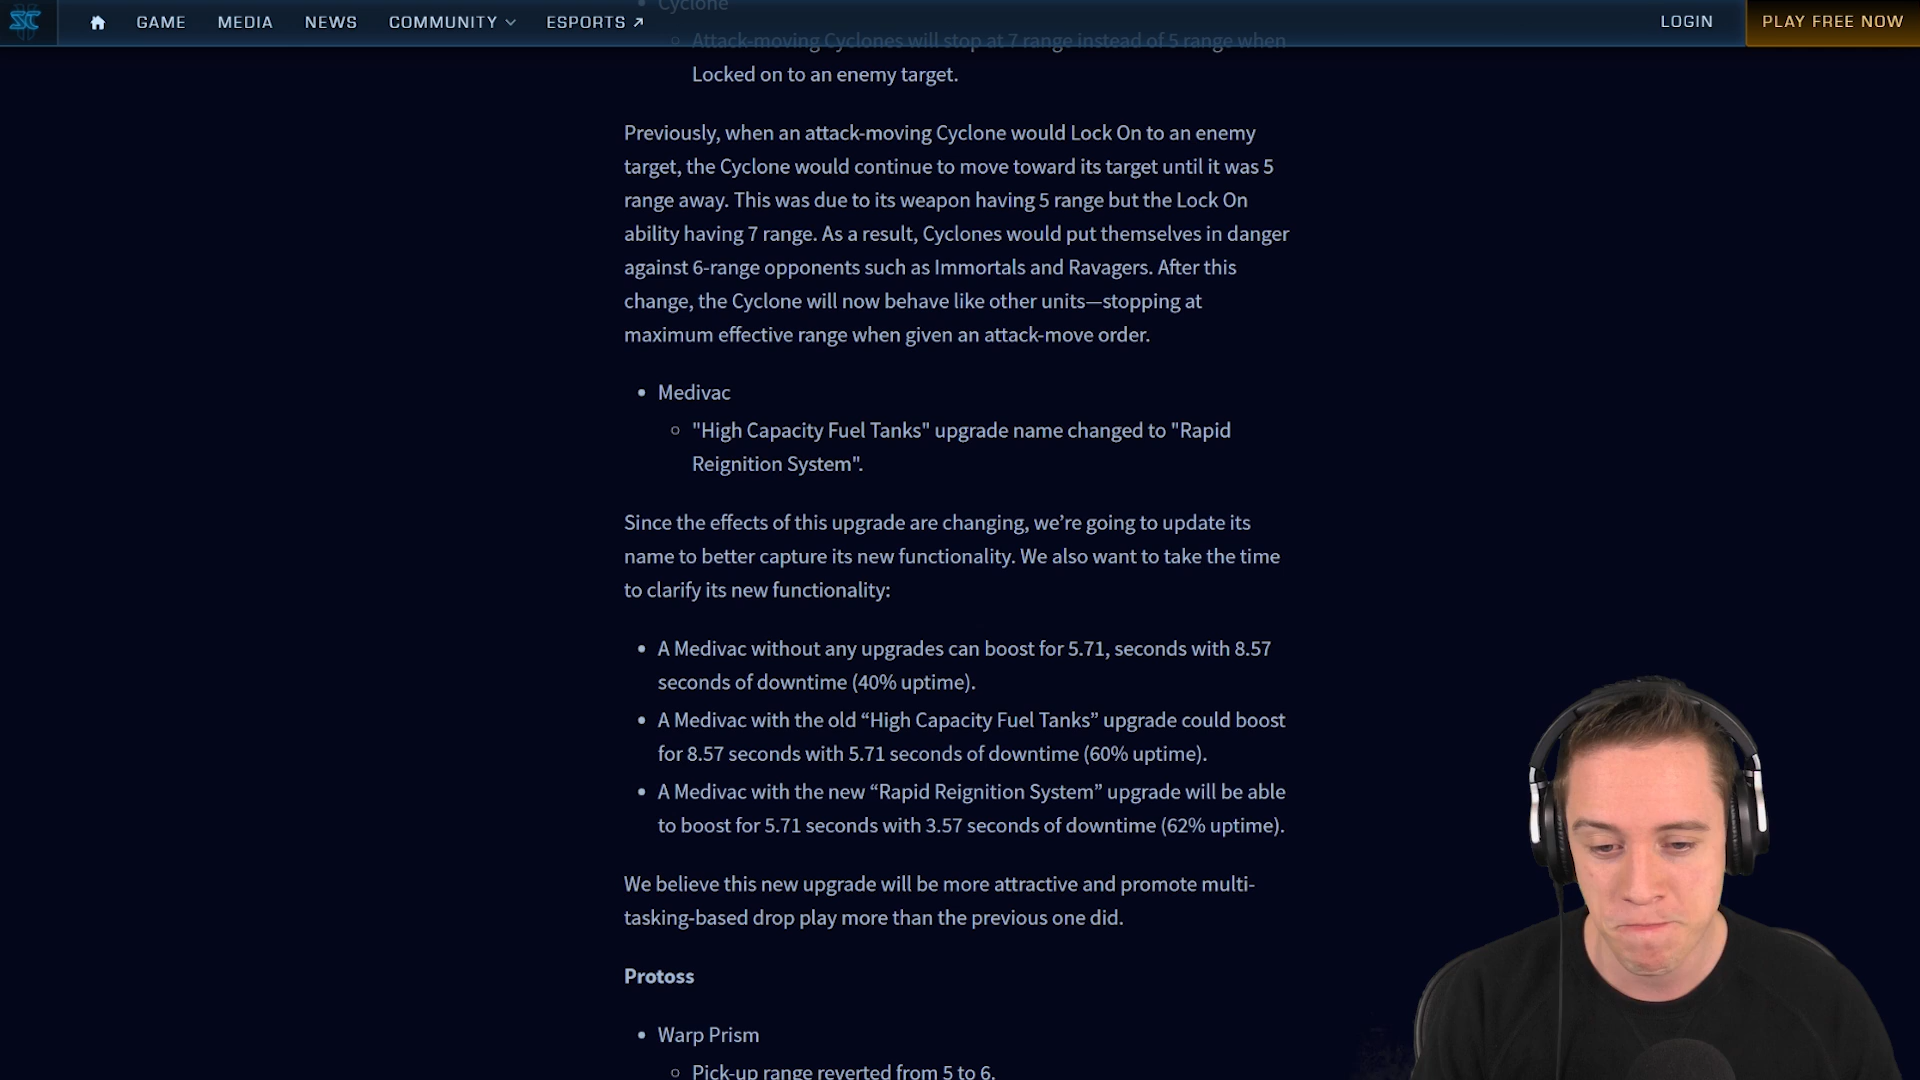 GAME MEDIA NEWS COMMUNITY ESPORTS LOGIN PLAY FREE NOW
Cyclone
Attack-moving Cyclones will stop at 7 range instead of 5 range when
Locked on to an enemy target.
Previously, when an attack-moving Cyclone would Lock On to an enemy
target, the Cyclone would continue to move toward its target until it was 5
range away. This was due to its weapon having 5 range but the Lock On
ability having 7 range. As a result, Cyclones would put themselves in danger
against 6-range opponents such as Immortals and Ravagers. After this
change, the Cyclone will now behave like other units—stopping at
maximum effective range when given an attack-move order.
Medivac
"High Capacity Fuel Tanks" upgrade name changed to "Rapid
Reignition System".
Since the effects of this upgrade are changing, we’re going to update its
name to better capture its new functionality. We also want to take the time
to clarify its new functionality:
A Medivac without any upgrades can boost for 5.71, seconds with 8.57
seconds of downtime (40% uptime).
A Medivac with the old “High Capacity Fuel Tanks” upgrade could boost
for 8.57 seconds with 5.71 seconds of downtime (60% uptime).
A Medivac with the new “Rapid Reignition System” upgrade will be able
to boost for 5.71 seconds with 3.57 seconds of downtime (62% uptime).
We believe this new upgrade will be more attractive and promote multi-
tasking-based drop play more than the previous one did.
Protoss
Warp Prism
Pick-up range reverted from 5 to 6.